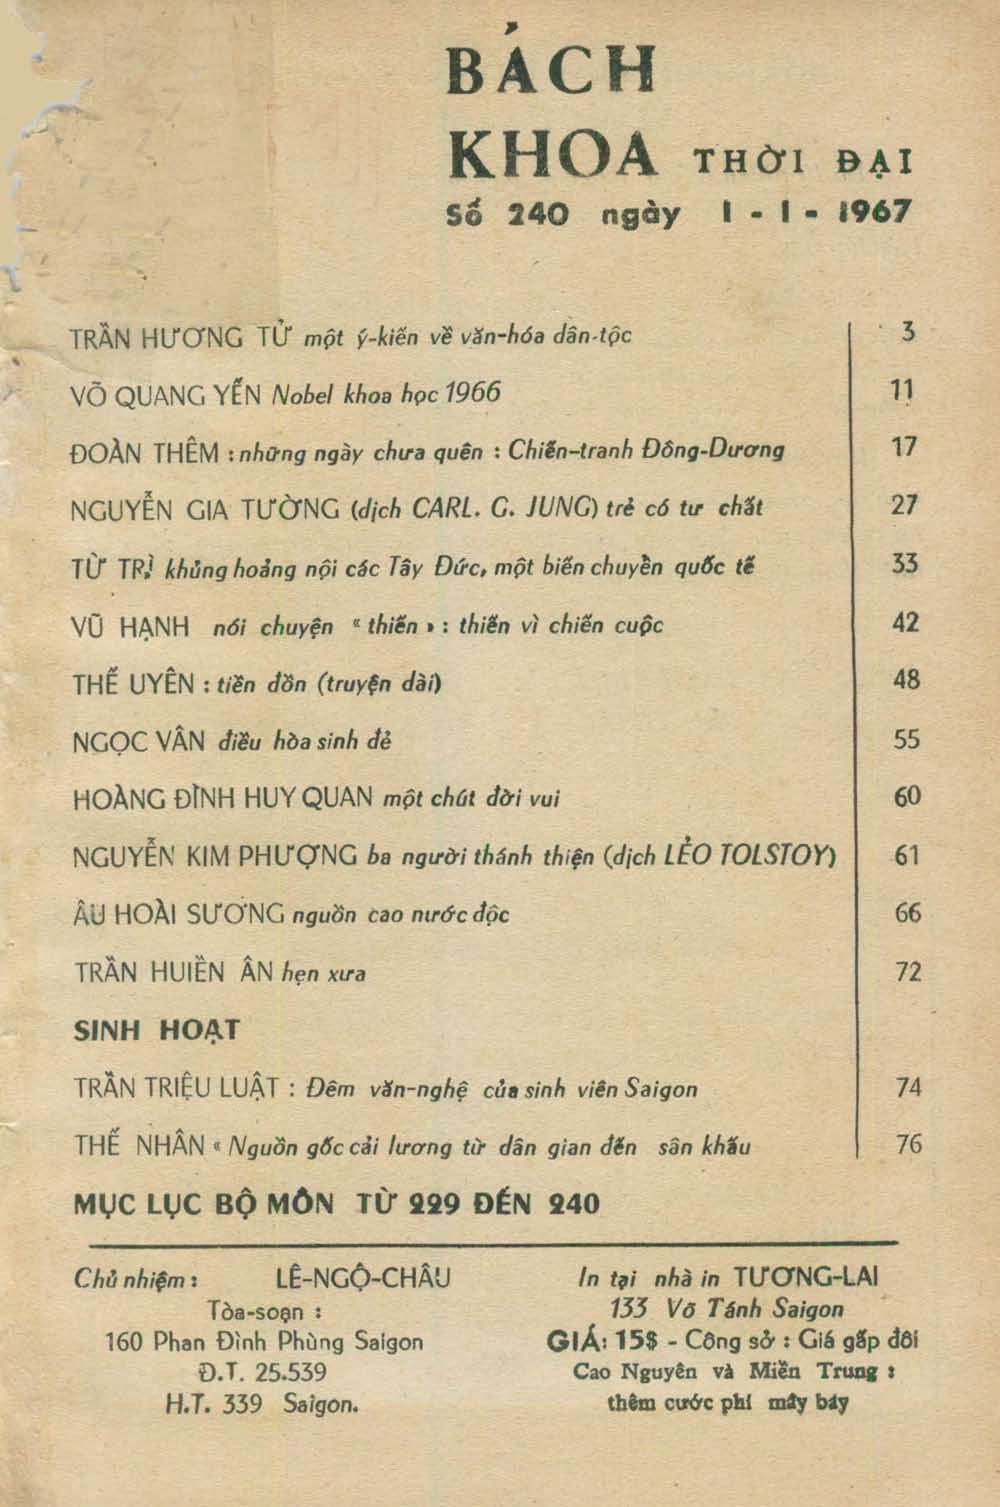 BÁCH
KHOA THỜI ĐẠI
Số 240 ngày 1 - 1 - 1967
TRẦN HƯƠNG TỬ một ý-kiến về văn-hóa dân-tộc 3
VÕ QUANG YẾN Nobel khoa học 1966 11
ĐOÀN THÊM : những ngày chưa quên : Chiến-tranh Đông-Dương 17
NGUYỄN GIA TƯỜNG (dịch CARL. G. JUNG) trẻ có tư chất 27
TỪ TRÌ khủng hoảng nội các Tây Đức, một biến chuyển quốc tế 33
VŨ HẠNH nói chuyện « thiến » : thiến vì chiến cuộc 42
THẾ UYÊN : tiền đồn (truyện dài) 48
NGỌC VÂN điều hòa sinh đẻ 55
HOÀNG ĐÌNH HUY QUAN một chút đời vui 60
NGUYỄN KIM PHƯỢNG ba người thánh thiện (dịch LÉO TOLSTOY) 61
ÂU HOÀI SƯƠNG nguồn cao nước độc 66
TRẦN HUIỀN ÂN hẹn xưa 72
SINH HOẠT
TRẦN TRIỆU LUẬT : Đêm văn-nghệ của sinh viên Saigon 74
THẾ NHÂN « Nguồn gốc cải lương từ dân gian đến sân khấu 76
MỤC LỤC BỘ MÔN TỪ 229 ĐẾN 240
Chủ nhiệm : LÊ-NGỘ-CHÂU
Tòa-soạn :
160 Phan Đình Phùng Saigon
Đ.T. 25.539
H.T. 339 Saigon.
In tại nhà in TƯƠNG-LAI
133 Võ Tánh Saigon
GIÁ: 15$ - Công sở : Giá gấp đôi
Cao Nguyên và Miền Trung :
thêm cước phí máy bay